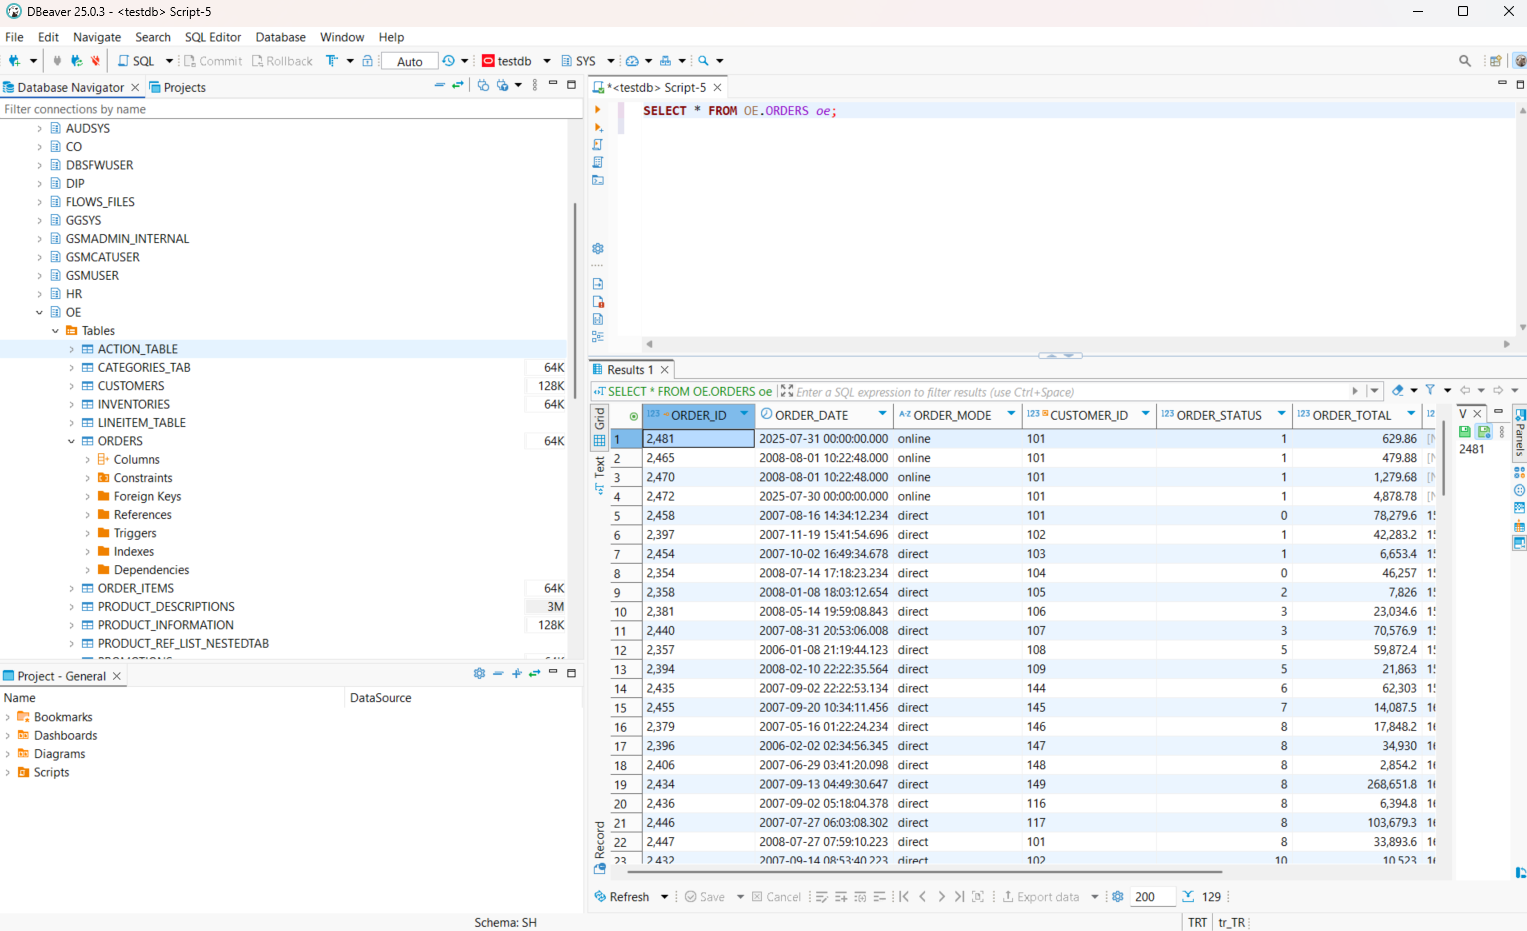 DBeaver 25.0.3 - <testdb> Script-5
File Edit Navigate Search SQL Editor Database Window Help
SQL Commit Rollback Auto testdb SYS
Database Navigator Projects
Filter connections by name
AUDSYS
CO
DBSFWUSER
DIP
FLOWS_FILES
GGSYS
GSMADMIN_INTERNAL
GSMCATUSER
GSMUSER
HR
OE
Tables
ACTION_TABLE
CATEGORIES_TAB 64K
CUSTOMERS 128K
INVENTORIES 64K
LINEITEM_TABLE
ORDERS 64K
Columns
Constraints
Foreign Keys
References
Triggers
Indexes
Dependencies
ORDER_ITEMS 64K
PRODUCT_DESCRIPTIONS 3M
PRODUCT_INFORMATION 128K
PRODUCT_REF_LIST_NESTEDTAB
Project - General
Name DataSource
Bookmarks
Dashboards
Diagrams
Scripts
*<testdb> Script-5
SELECT * FROM OE.ORDERS oe;
Results 1
SELECT * FROM OE.ORDERS oe Enter a SQL expression to filter results (use Ctrl+Space)
Grid
Text
Record
123 ORDER_ID ORDER_DATE A-Z ORDER_MODE 123 CUSTOMER_ID 123 ORDER_STATUS 123 ORDER_TOTAL 12
1 2,481 2025-07-31 00:00:00.000 online 101 1 629.86
2 2,465 2008-08-01 10:22:48.000 online 101 1 479.88
3 2,470 2008-08-01 10:22:48.000 online 101 1 1,279.68
4 2,472 2025-07-30 00:00:00.000 online 101 1 4,878.78
5 2,458 2007-08-16 14:34:12.234 direct 101 0 78,279.6 15
6 2,397 2007-11-19 15:41:54.696 direct 102 1 42,283.2 15
7 2,454 2007-10-02 16:49:34.678 direct 103 1 6,653.4 15
8 2,354 2008-07-14 17:18:23.234 direct 104 0 46,257 15
9 2,358 2008-01-08 18:03:12.654 direct 105 2 7,826 15
10 2,381 2008-05-14 19:59:08.843 direct 106 3 23,034.6 15
11 2,440 2007-08-31 20:53:06.008 direct 107 3 70,576.9 15
12 2,357 2006-01-08 21:19:44.123 direct 108 5 59,872.4 15
13 2,394 2008-02-10 22:22:35.564 direct 109 5 21,863 15
14 2,435 2007-09-02 22:22:53.134 direct 144 6 62,303 15
15 2,455 2007-09-20 10:34:11.456 direct 145 7 14,087.5 16
16 2,379 2007-05-16 01:22:24.234 direct 146 8 17,848.2 16
17 2,396 2006-02-02 02:34:56.345 direct 147 8 34,930 16
18 2,406 2007-06-29 03:41:20.098 direct 148 8 2,854.2 16
19 2,434 2007-09-13 04:49:30.647 direct 149 8 268,651.8 16
20 2,436 2007-09-02 05:18:04.378 direct 116 8 6,394.8 16
21 2,446 2007-07-27 06:03:08.302 direct 117 8 103,679.3 16
22 2,447 2008-07-27 07:59:10.223 direct 101 8 33,893.6 16
23 2,432 2007-09-14 08:53:40.223 direct 102 10 10,523 16
V
2481
Panels
Refresh Save Cancel Export data 200 129
Schema: SH TRT tr_TR